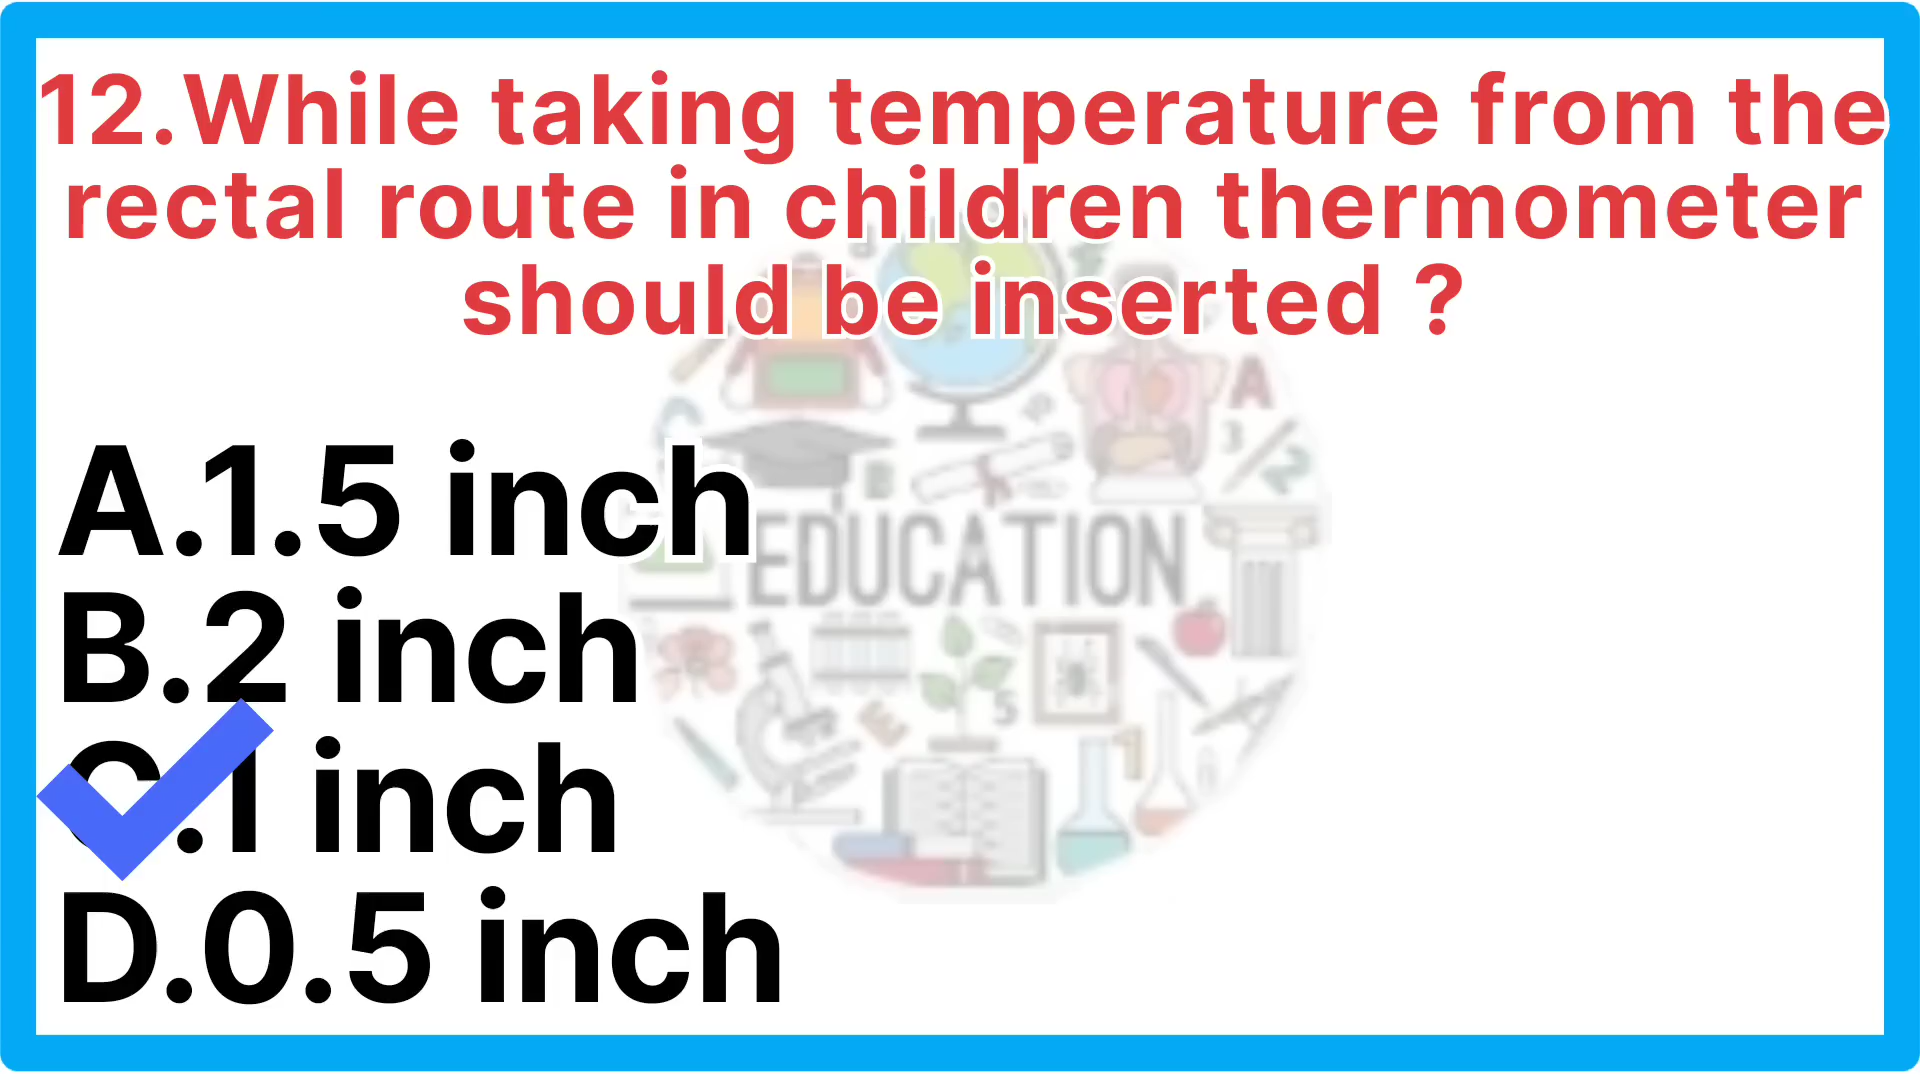 12.While taking temperature from the
rectal route in children thermometer
should be inserted ?
A.1.5 inch
EDUCATION
B.2 inch
C.1 inch
D.0.5 inch